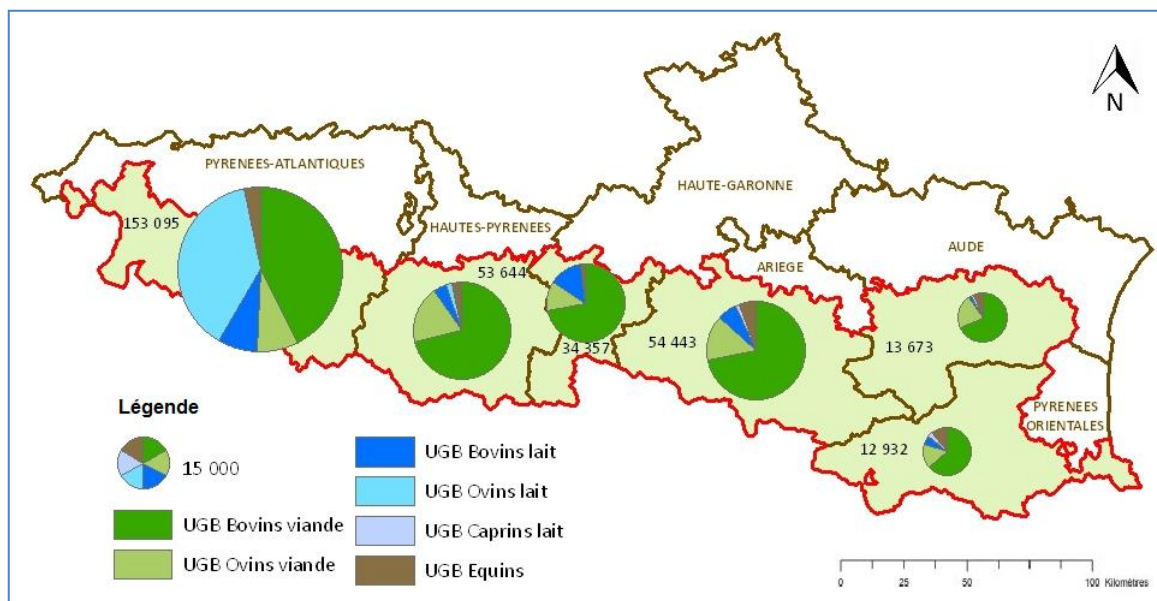 N
PYRENEES-ATLANTIQUES
HAUTE-GARONNE
153 095
HAUTES-PYRENEES
AUDE
53 644
ARIEGE
34 357
54 443
13 673
PYRENEES
ORIENTALES
12 932
Légende
15 000
UGB Bovins viande
UGB Ovins viande
UGB Bovins lait
UGB Ovins lait
UGB Caprins lait
UGB Equins
0 25 50 100 Kilomètres